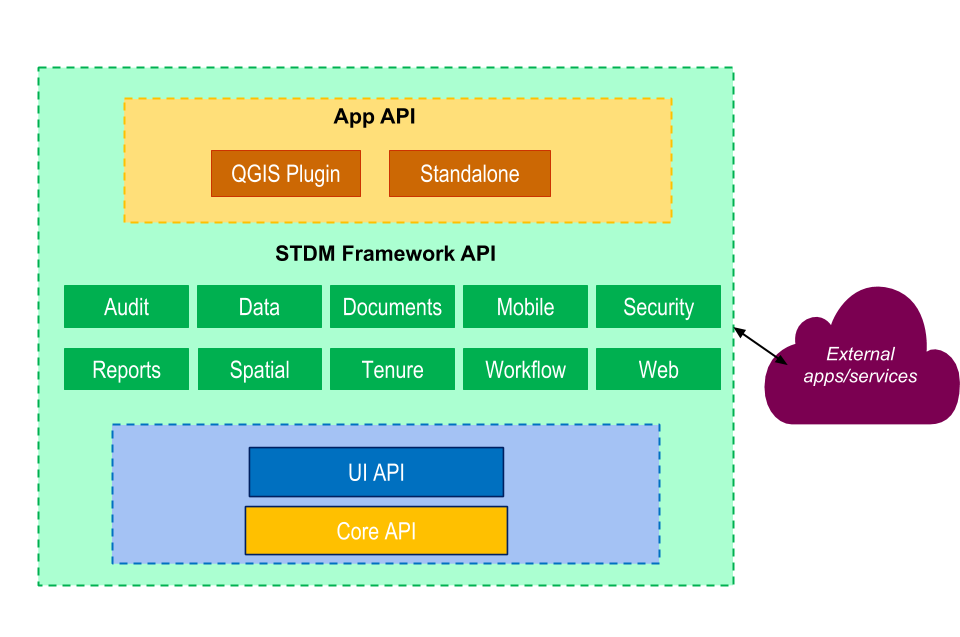 App API
QGIS Plugin
Standalone
STDM Framework API
Audit
Data
Documents
Mobile
Security
Reports
Spatial
Tenure
Workflow
Web
External
apps/services
UI API
Core API